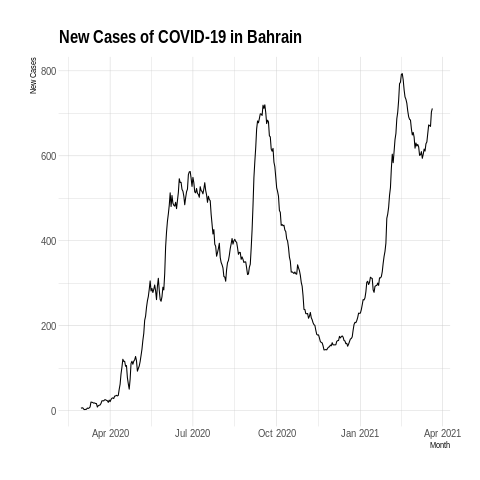 New Cases of COVID-19 in Bahrain
New Cases
800
600
400
200
0
Apr 2020 Jul 2020 Oct 2020 Jan 2021 Apr 2021
Month